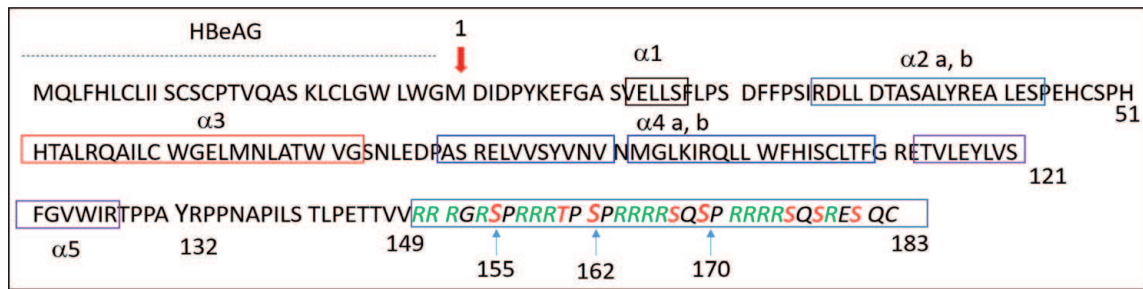 HBeAG
1
α1
α2 a, b
MQLFHLCLII SCSCPTVQAS KLCLGW LWGM DIDPYKEFGA SVELLSFLPS DFFPSIRDLL DTASALYREA LESPEHCSPH
51
α3
α4 a, b
HTALRQAILC WGELMNLATW VGSNLEDPAS RELVVSYVNV NMGLKIRQLL WFHISCLTFG RETVLEYLVS
121
FGVWIRTPPA YRPPNAPILS TLPETTVVRR RGRSPRRRTP SPRRRRSQSP RRRRSQSRES QC
α5
132
149
183
155
162
170